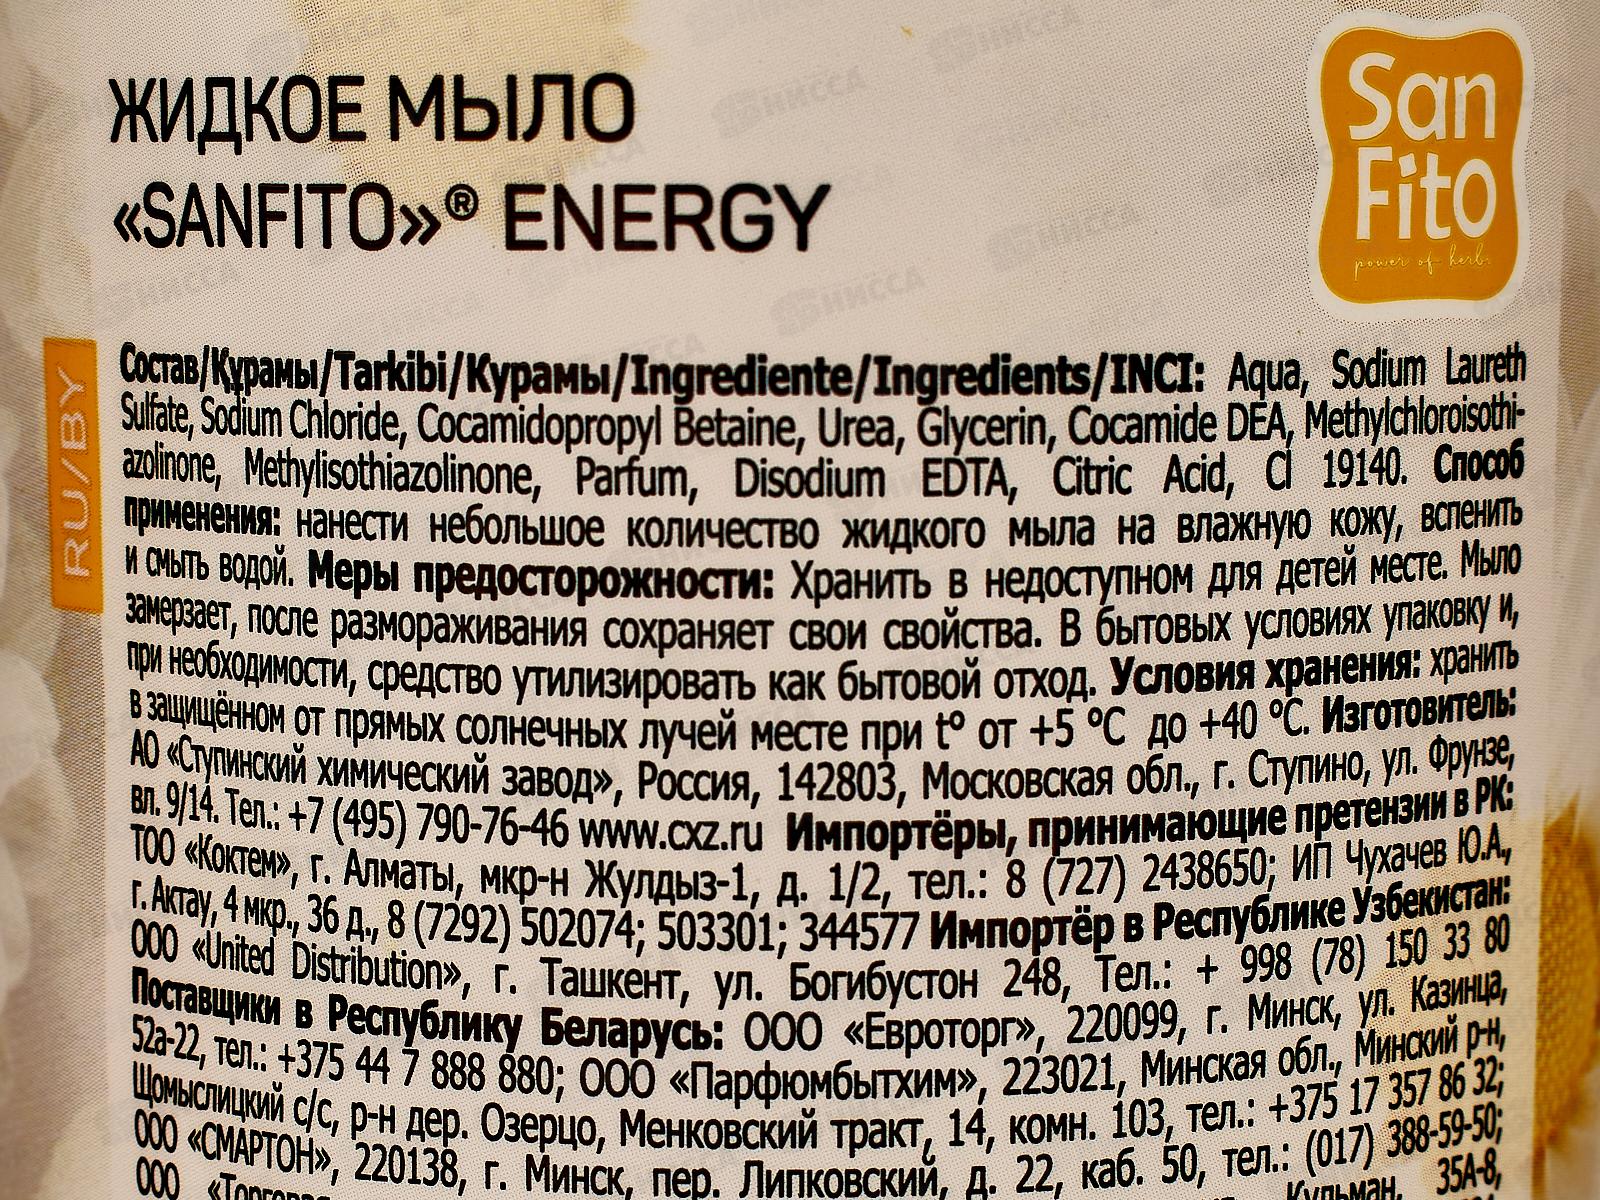 ЖИДКОЕ МЫЛО
«SANFITO»® ENERGY
San
Fito
power of herbs
RU/BY
Состав/Құрамы/Tarkibi/Курамы/Ingrediente/Ingredients/INCI: Aqua, Sodium Laureth
Sulfate, Sodium Chloride, Cocamidopropyl Betaine, Urea, Glycerin, Cocamide DEA, Methylchloroisothi-
azolinone, Methylisothiazolinone, Parfum, Disodium EDTA, Citric Acid, Cl 19140. Способ
применения: нанести небольшое количество жидкого мыла на влажную кожу, вспенить
и смыть водой. Меры предосторожности: Хранить в недоступном для детей месте. Мыло
замерзает, после размораживания сохраняет свои свойства. В бытовых условиях упаковку и,
при необходимости, средство утилизировать как бытовой отход. Условия хранения: хранить
в защищённом от прямых солнечных лучей месте при t° от +5 °C до +40 °C. Изготовитель:
АО «Ступинский химический завод», Россия, 142803, Московская обл., г. Ступино, ул. Фрунзе,
вл. 9/14. Тел.: +7 (495) 790-76-46 www.cxz.ru Импортёры, принимающие претензии в РК:
ТОО «Коктем», г. Алматы, мкр-н Жулдыз-1, д. 1/2, тел.: 8 (727) 2438650; ИП Чухачев Ю.А.,
г. Актау, 4 мкр., 36 д., 8 (7292) 502074; 503301; 344577 Импортёр в Республике Узбекистан:
ООО «United Distribution», г. Ташкент, ул. Богибустон 248, Тел.: + 998 (78) 150 33 80
Поставщики в Республику Беларусь: ООО «Евроторг», 220099, г. Минск, ул. Казинца,
52а-22, тел.: +375 44 7 888 880; ООО «Парфюмбытхим», 223021, Минская обл., Минский р-н,
Щомыслицкий с/с, р-н дер. Озерцо, Менковский тракт, 14, комн. 103, тел.: +375 17 357 86 32;
ООО «СМАРТОН», 220138, г. Минск, пер. Липковский, д. 22, каб. 50, тел.: (017) 388-59-50;
ООО «Торговая Кульман, 35А-8,